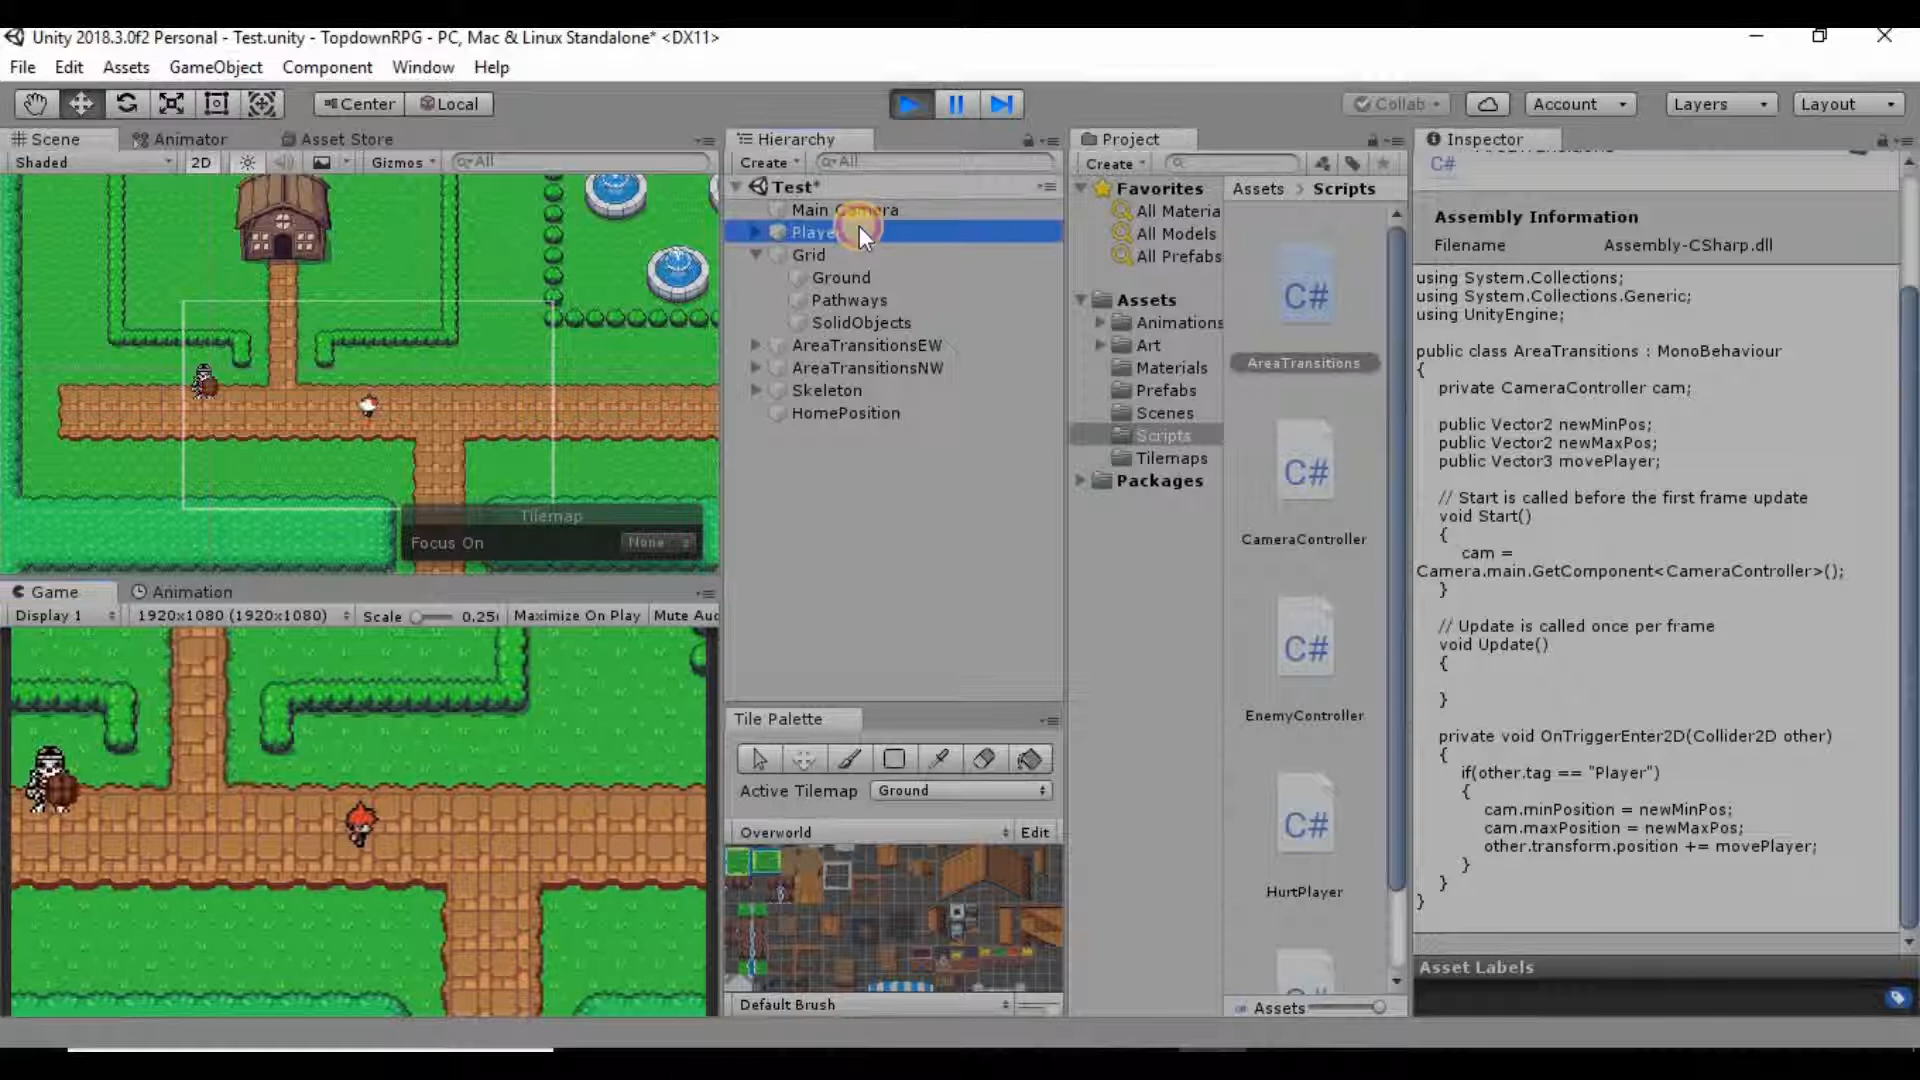 Unity 2018.3.0f2 Personal - Test.unity - TopdownRPG - PC, Mac & Linux Standalone* <DX11>
File Edit Assets GameObject Component Window Help
Center Local
Collab
Account
Layers
Layout
Scene
Animator
Asset Store
Shaded
2D
Gizmos
All
Tilemap
Focus On
None
Game
Animation
Display 1
1920x1080 (1920x1080)
Scale
0.25
Maximize On Play
Mute Aud
Hierarchy
Create
All
Test*
Main Camera
Player
Grid
Ground
Pathways
SolidObjects
AreaTransitionsEW
AreaTransitionsNW
Skeleton
HomePosition
Tile Palette
Active Tilemap
Ground
Overworld
Edit
Default Brush
Project
Create
Favorites
All Materia
All Models
All Prefabs
Assets
Animations
Art
Materials
Prefabs
Scenes
Scripts
Tilemaps
Packages
Assets > Scripts
C#
AreaTransitions
C#
CameraController
C#
EnemyController
C#
HurtPlayer
Assets
Inspector
C#
Assembly Information
Filename Assembly-CSharp.dll
using System.Collections;
using System.Collections.Generic;
using UnityEngine;
public class AreaTransitions : MonoBehaviour
{
private CameraController cam;
public Vector2 newMinPos;
public Vector2 newMaxPos;
public Vector3 movePlayer;
// Start is called before the first frame update
void Start()
{
cam =
Camera.main.GetComponent<CameraController>();
}
// Update is called once per frame
void Update()
{
}
private void OnTriggerEnter2D(Collider2D other)
{
if(other.tag == "Player")
{
cam.minPosition = newMinPos;
cam.maxPosition = newMaxPos;
other.transform.position += movePlayer;
}
}
}
Asset Labels